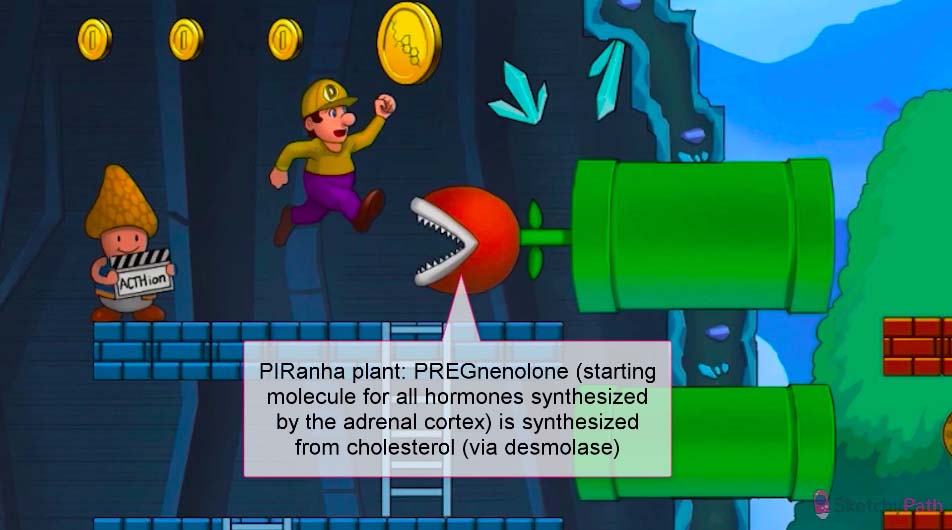 ACTHion
PIRanha plant: PREGnenolone (starting
molecule for all hormones synthesized
by the adrenal cortex) is synthesized
from cholesterol (via desmolase)
SketchyPath